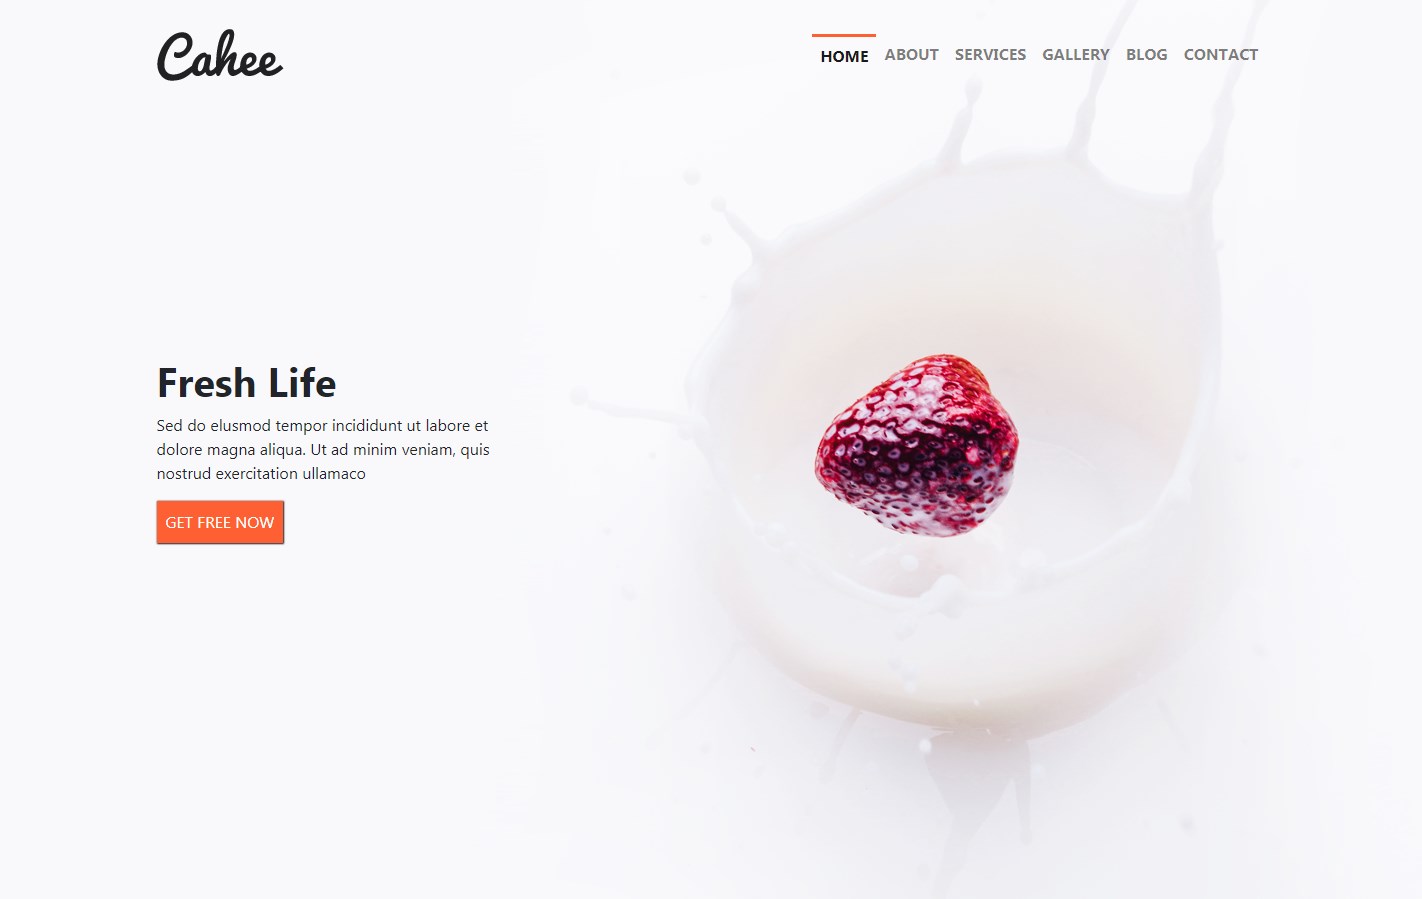 Cahee
HOME ABOUT SERVICES GALLERY BLOG CONTACT
Fresh Life
Sed do elusmod tempor incididunt ut labore et
dolore magna aliqua. Ut ad minim veniam, quis
nostrud exercitation ullamaco
GET FREE NOW